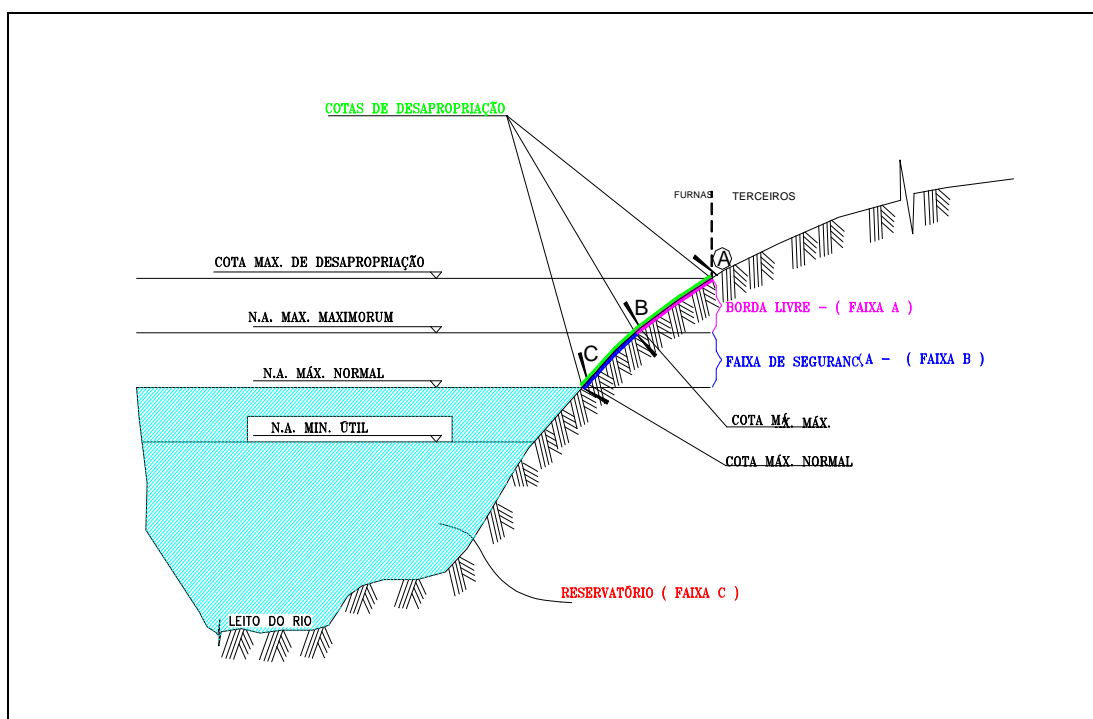 COTAS DE DESAPROPRIAÇÃO
FURNAS
TERCEIROS
A
COTA MAX. DE DESAPROPRIAÇÃO
BORDA LIVRE - ( FAIXA A )
B
N.A. MAX. MAXIMORUM
C
FAIXA DE SEGURANÇA - ( FAIXA B )
N.A. MÁX. NORMAL
COTA MÁX. MÁX.
N.A. MIN. ÚTIL
COTA MÁX. NORMAL
RESERVATÓRIO ( FAIXA C )
LEITO DO RIO